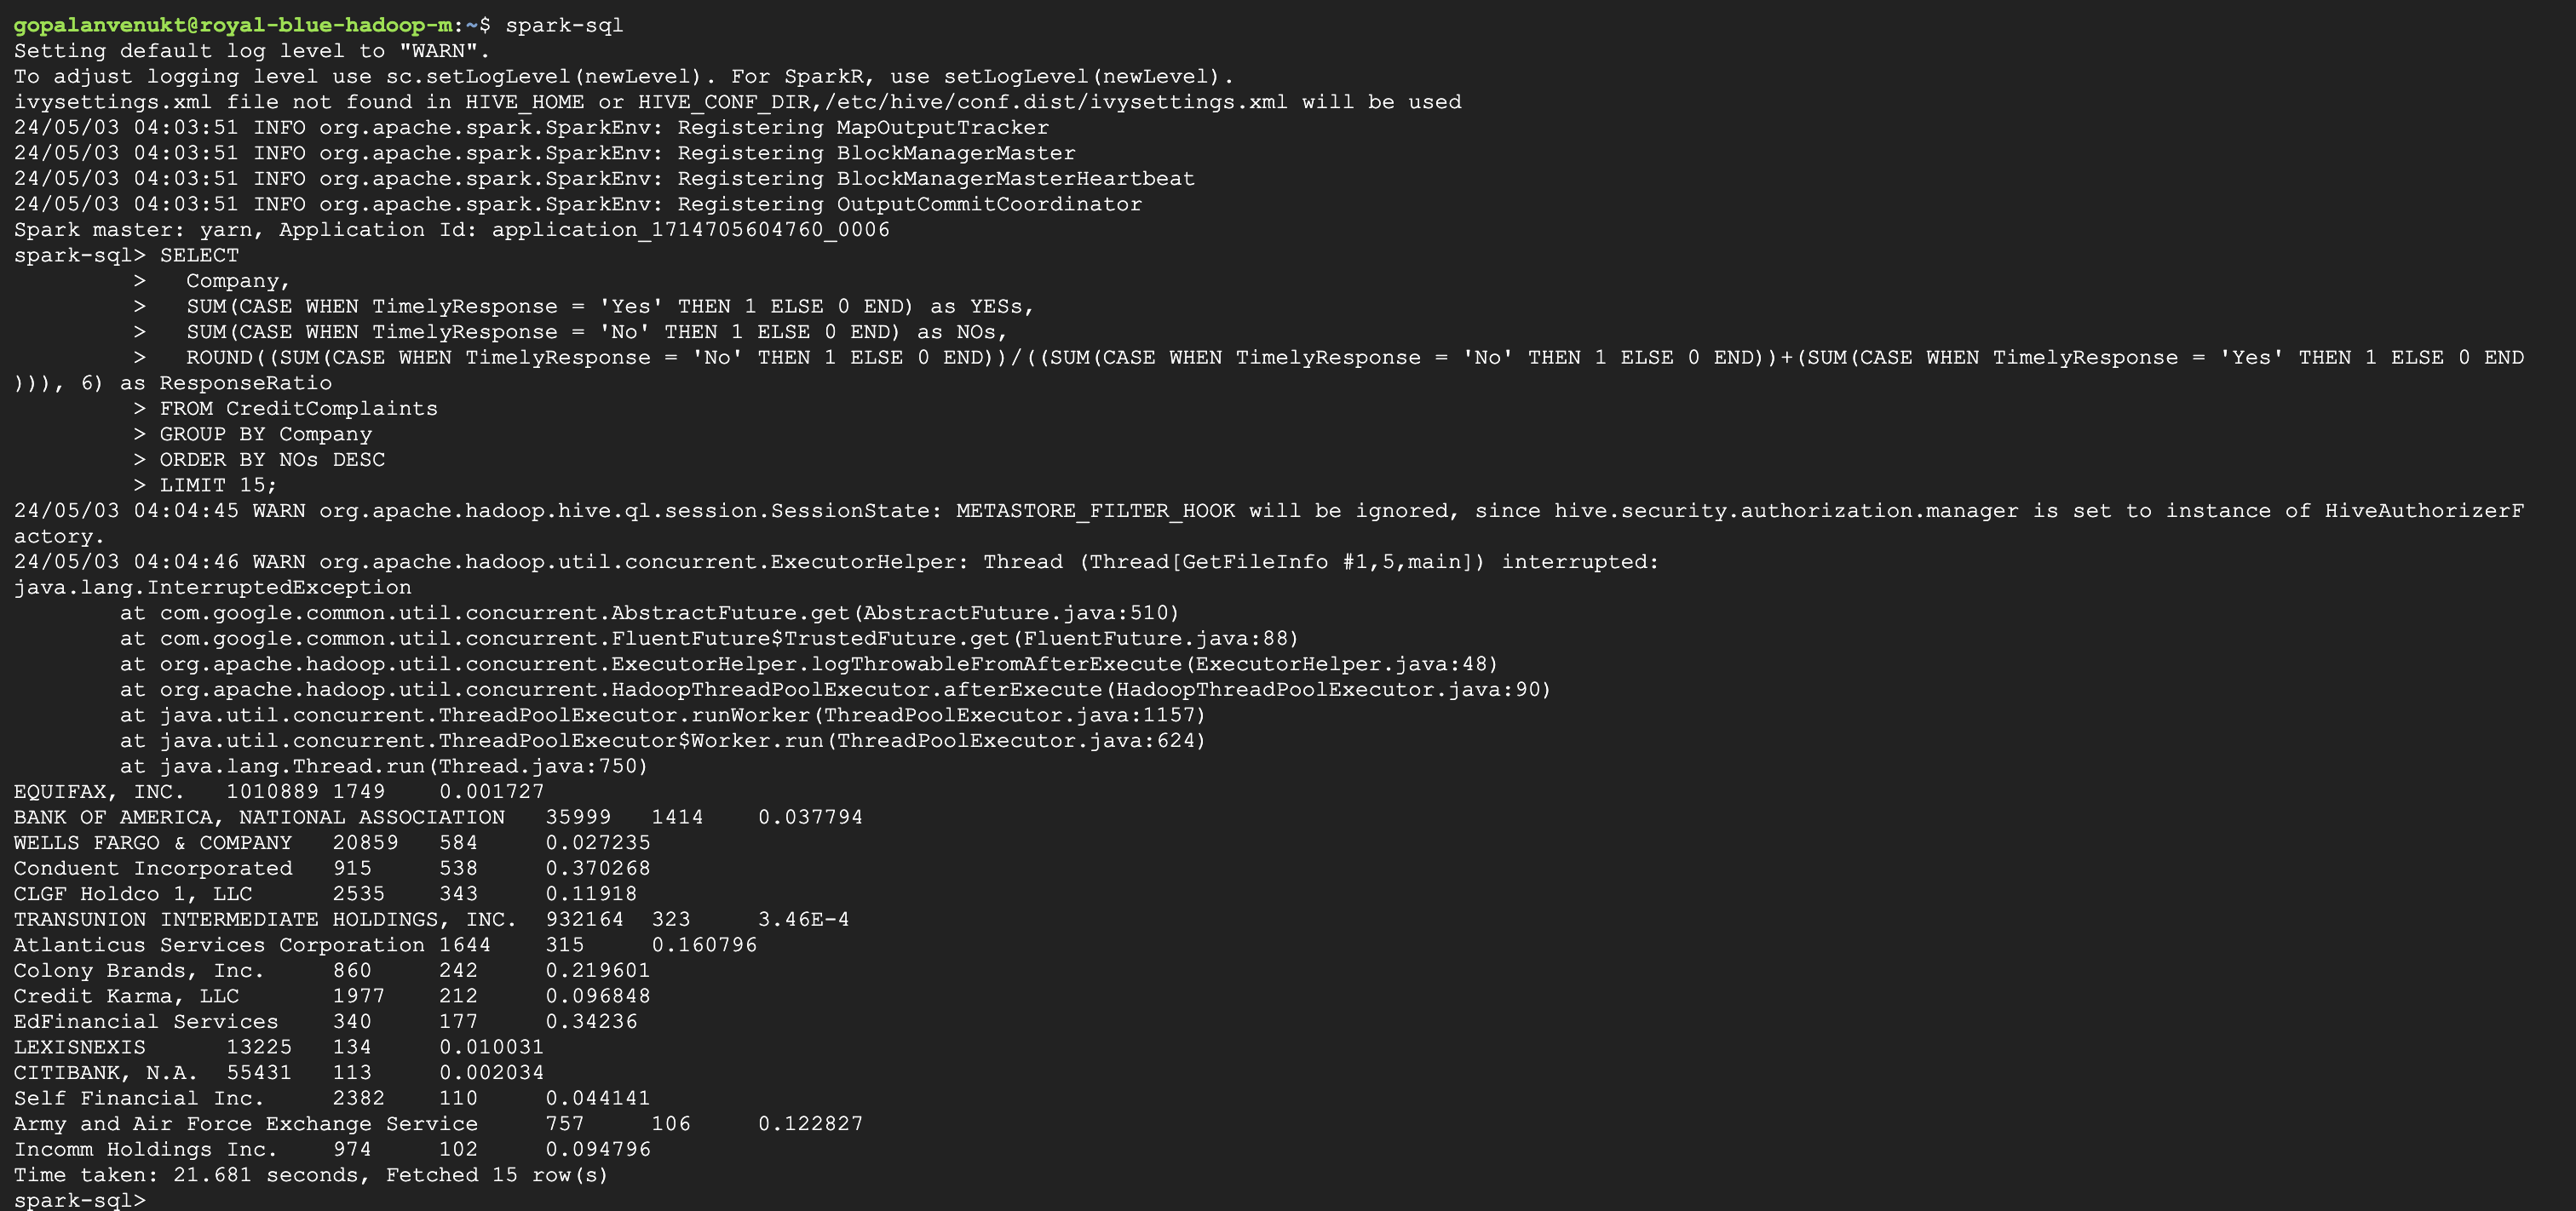 gopalanvenukt@royal-blue-hadoop-m:~$ spark-sql
Setting default log level to "WARN".
To adjust logging level use sc.setLogLevel(newLevel). For SparkR, use setLogLevel(newLevel).
ivysettings.xml file not found in HIVE_HOME or HIVE_CONF_DIR,/etc/hive/conf.dist/ivysettings.xml will be used
24/05/03 04:03:51 INFO org.apache.spark.SparkEnv: Registering MapOutputTracker
24/05/03 04:03:51 INFO org.apache.spark.SparkEnv: Registering BlockManagerMaster
24/05/03 04:03:51 INFO org.apache.spark.SparkEnv: Registering BlockManagerMasterHeartbeat
24/05/03 04:03:51 INFO org.apache.spark.SparkEnv: Registering OutputCommitCoordinator
Spark master: yarn, Application Id: application_1714705604760_0006
spark-sql> SELECT
         >   Company,
         >   SUM(CASE WHEN TimelyResponse = 'Yes' THEN 1 ELSE 0 END) as YESs,
         >   SUM(CASE WHEN TimelyResponse = 'No' THEN 1 ELSE 0 END) as NOs,
         >   ROUND((SUM(CASE WHEN TimelyResponse = 'No' THEN 1 ELSE 0 END))/((SUM(CASE WHEN TimelyResponse = 'No' THEN 1 ELSE 0 END))+(SUM(CASE WHEN TimelyResponse = 'Yes' THEN 1 ELSE 0 END
))), 6) as ResponseRatio
         > FROM CreditComplaints
         > GROUP BY Company
         > ORDER BY NOs DESC
         > LIMIT 15;
24/05/03 04:04:45 WARN org.apache.hadoop.hive.ql.session.SessionState: METASTORE_FILTER_HOOK will be ignored, since hive.security.authorization.manager is set to instance of HiveAuthorizerF
actory.
24/05/03 04:04:46 WARN org.apache.hadoop.util.concurrent.ExecutorHelper: Thread (Thread[GetFileInfo #1,5,main]) interrupted:
java.lang.InterruptedException
        at com.google.common.util.concurrent.AbstractFuture.get(AbstractFuture.java:510)
        at com.google.common.util.concurrent.FluentFuture$TrustedFuture.get(FluentFuture.java:88)
        at org.apache.hadoop.util.concurrent.ExecutorHelper.logThrowableFromAfterExecute(ExecutorHelper.java:48)
        at org.apache.hadoop.util.concurrent.HadoopThreadPoolExecutor.afterExecute(HadoopThreadPoolExecutor.java:90)
        at java.util.concurrent.ThreadPoolExecutor.runWorker(ThreadPoolExecutor.java:1157)
        at java.util.concurrent.ThreadPoolExecutor$Worker.run(ThreadPoolExecutor.java:624)
        at java.lang.Thread.run(Thread.java:750)
EQUIFAX, INC.   1010889 1749    0.001727
BANK OF AMERICA, NATIONAL ASSOCIATION   35999   1414    0.037794
WELLS FARGO & COMPANY   20859   584     0.027235
Conduent Incorporated   915     538     0.370268
CLGF Holdco 1, LLC      2535    343     0.11918
TRANSUNION INTERMEDIATE HOLDINGS, INC.  932164  323     3.46E-4
Atlanticus Services Corporation 1644    315     0.160796
Colony Brands, Inc.     860     242     0.219601
Credit Karma, LLC       1977    212     0.096848
EdFinancial Services    340     177     0.34236
LEXISNEXIS      13225   134     0.010031
CITIBANK, N.A.  55431   113     0.002034
Self Financial Inc.     2382    110     0.044141
Army and Air Force Exchange Service     757     106     0.122827
Incomm Holdings Inc.    974     102     0.094796
Time taken: 21.681 seconds, Fetched 15 row(s)
spark-sql>